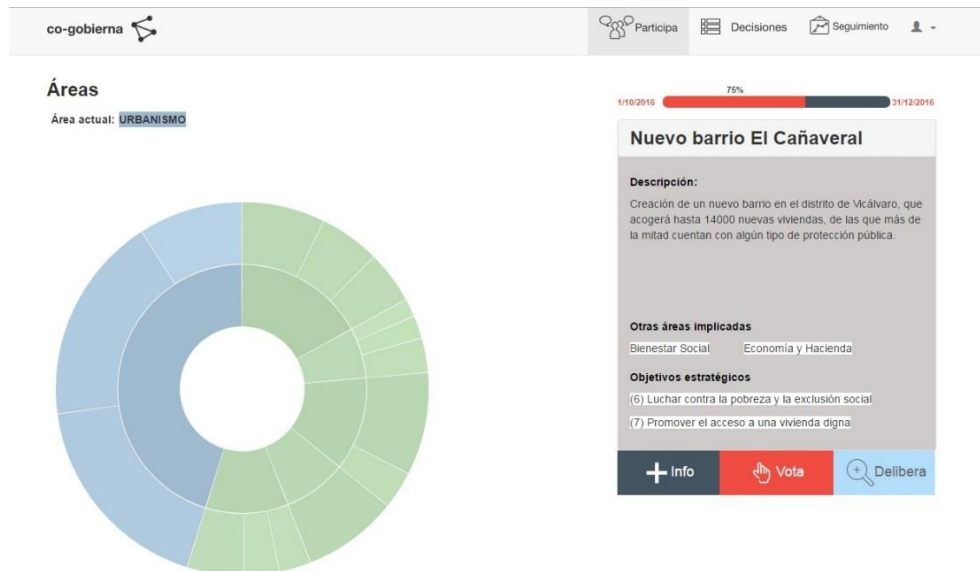 co-gobierna
Participa
Decisiones
Seguimiento
Áreas
Área actual: URBANISMO
75%
1/10/2016
31/12/2016
Nuevo barrio El Cañaveral
Descripción:
Creación de un nuevo barrio en el distrito de Vicálvaro, que
acogerá hasta 14000 nuevas viviendas, de las que más de
la mitad cuentan con algún tipo de protección pública.
Otras áreas implicadas
Bienestar Social Economía y Hacienda
Objetivos estratégicos
(6) Luchar contra la pobreza y la exclusión social
(7) Promover el acceso a una vivienda digna
+ Info
Vota
Delibera